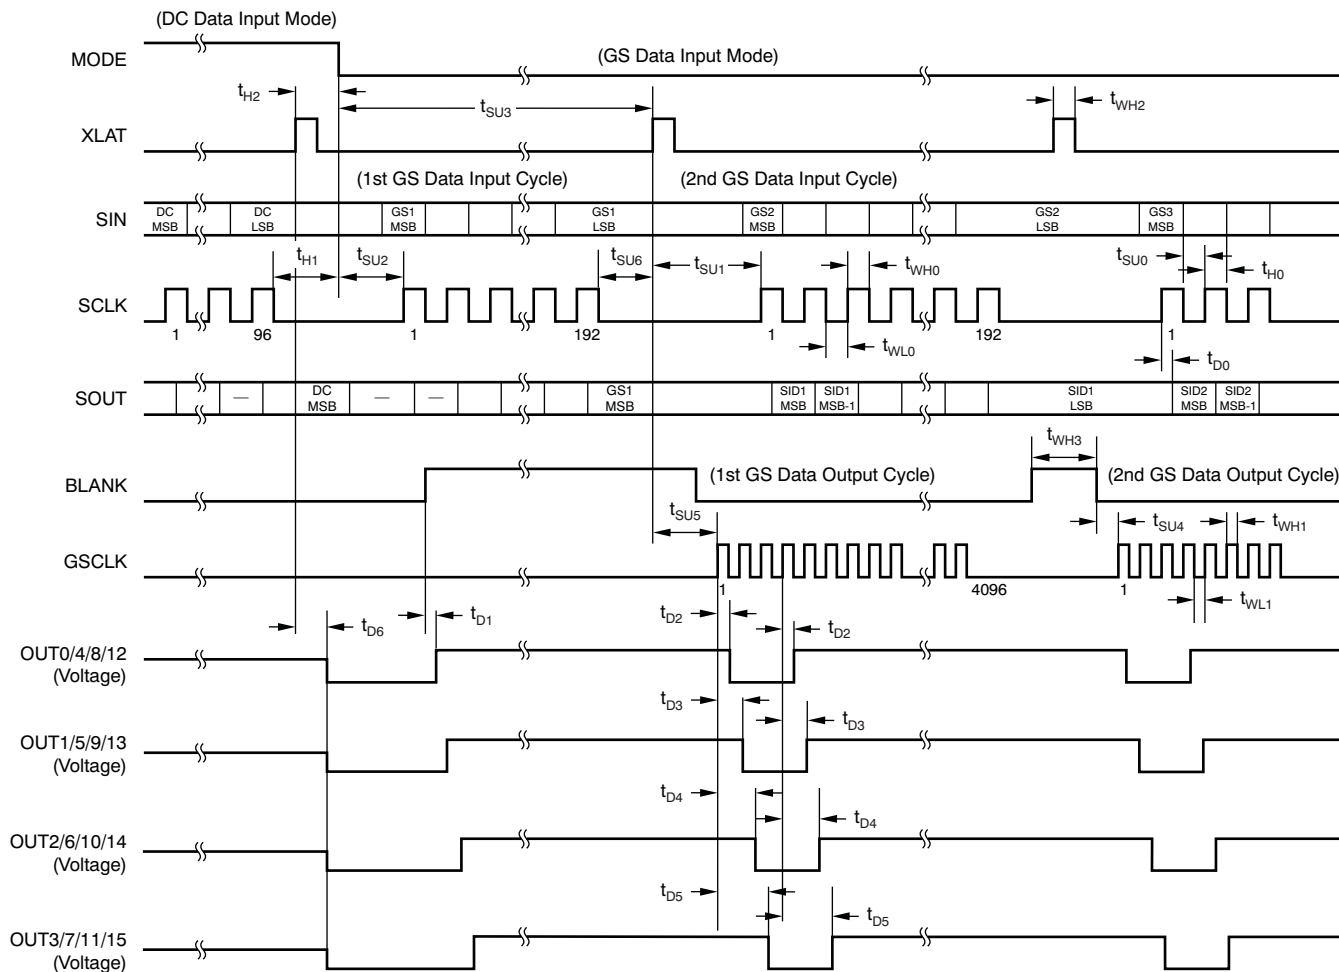 (DC Data Input Mode)
MODE
(GS Data Input Mode)
tH2
tSU3
tWH2
XLAT
(1st GS Data Input Cycle)
(2nd GS Data Input Cycle)
SIN
DC MSB
DC LSB
GS1 MSB
GS1 LSB
GS2 MSB
GS2 LSB
GS3 MSB
tH1
tSU2
tSU6
tSU1
tWH0
tSU0
tH0
SCLK
1
96
1
192
1
192
1
tWL0
tD0
SOUT
—
DC MSB
—
—
GS1 MSB
SID1 MSB
SID1 MSB-1
SID1 LSB
SID2 MSB
SID2 MSB-1
tWH3
BLANK
(1st GS Data Output Cycle)
(2nd GS Data Output Cycle)
tSU5
tSU4
tWH1
GSCLK
1
4096
1
tWL1
tD6
tD1
tD2
tD2
OUT0/4/8/12
(Voltage)
tD3
tD3
OUT1/5/9/13
(Voltage)
tD4
tD4
OUT2/6/10/14
(Voltage)
tD5
tD5
OUT3/7/11/15
(Voltage)